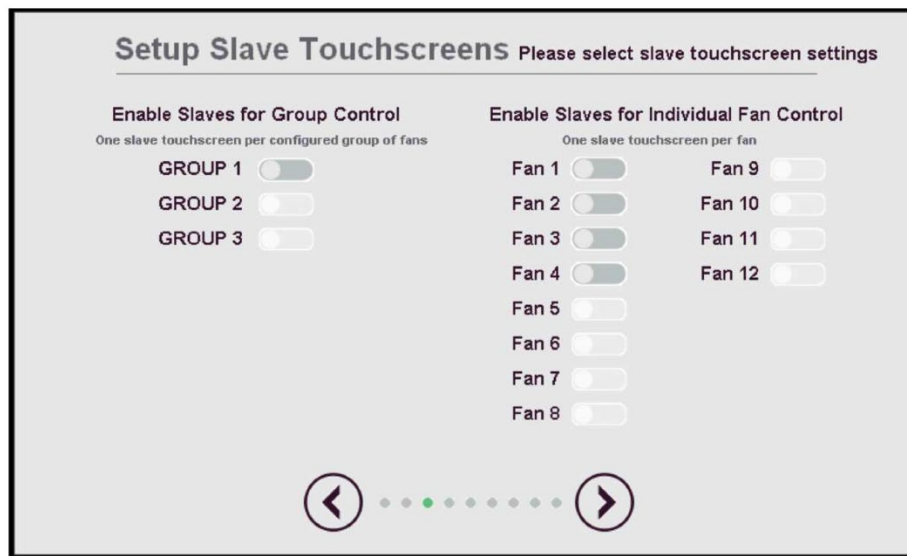 Setup Slave Touchscreens Please select slave touchscreen settings
Enable Slaves for Group Control
One slave touchscreen per configured group of fans
GROUP 1
GROUP 2
GROUP 3
Enable Slaves for Individual Fan Control
One slave touchscreen per fan
Fan 1
Fan 2
Fan 3
Fan 4
Fan 5
Fan 6
Fan 7
Fan 8
Fan 9
Fan 10
Fan 11
Fan 12